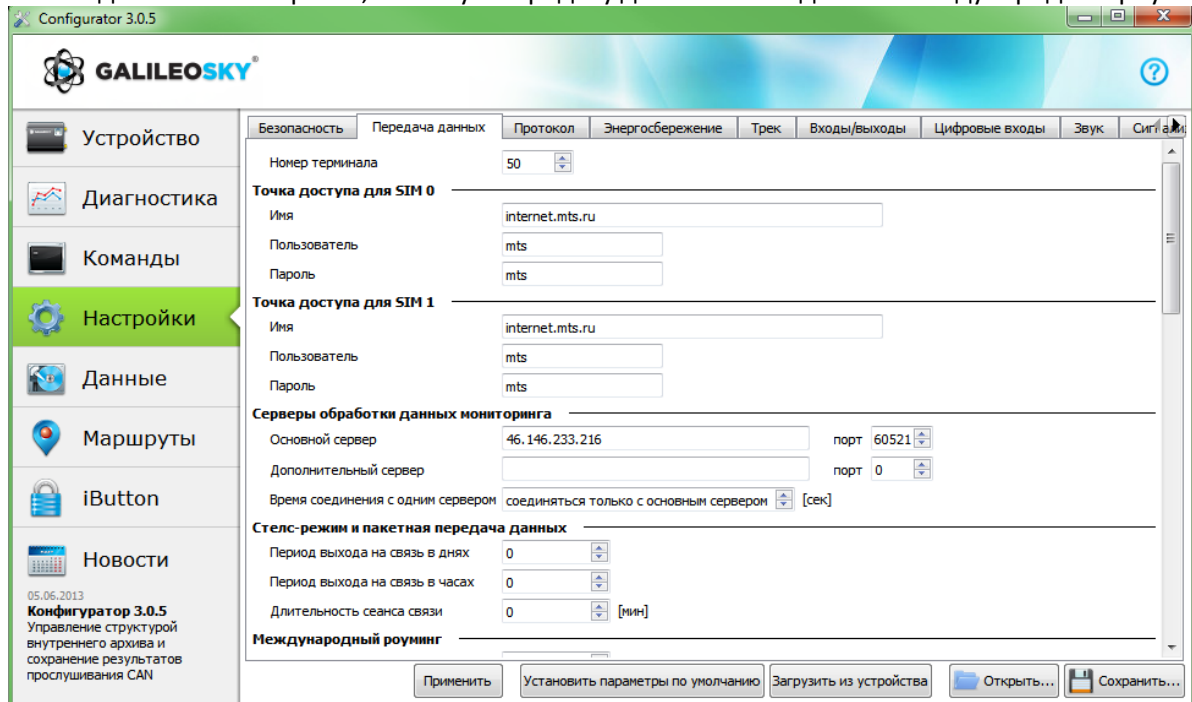 Configurator 3.0.5
GALILEOSKY®
Устройство
Диагностика
Команды
Настройки
Данные
Маршруты
iButton
Новости
05.06.2013
Конфигуратор 3.0.5
Управление структурой
внутреннего архива и
сохранение результатов
прослушивания CAN
Безопасность Передача данных Протокол Энергосбережение Трек Входы/выходы Цифровые входы Звук
Номер терминала 50
Точка доступа для SIM 0
Имя internet.mts.ru
Пользователь mts
Пароль mts
Точка доступа для SIM 1
Имя internet.mts.ru
Пользователь mts
Пароль mts
Серверы обработки данных мониторинга
Основной сервер 46.146.233.216 порт 60521
Дополнительный сервер порт 0
Время соединения с одним сервером соединяться только с основным сервером [сек]
Стелс-режим и пакетная передача данных
Период выхода на связь в днях 0
Период выхода на связь в часах 0
Длительность сеанса связи 0 [мин]
Международный роуминг
Применить Установить параметры по умолчанию Загрузить из устройства Открыть... Сохранить...